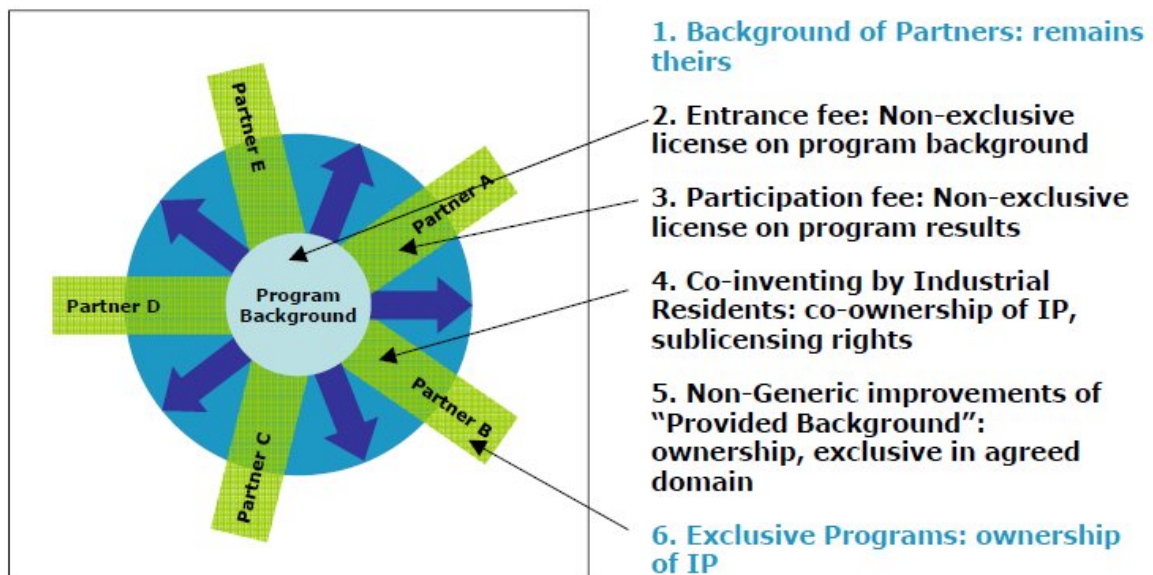 Partner E
Partner A
Partner D
Program
Background
Partner B
Partner C
1. Background of Partners: remains
theirs
2. Entrance fee: Non-exclusive
license on program background
3. Participation fee: Non-exclusive
license on program results
4. Co-inventing by Industrial
Residents: co-ownership of IP,
sublicensing rights
5. Non-Generic improvements of
“Provided Background”:
ownership, exclusive in agreed
domain
6. Exclusive Programs: ownership
of IP